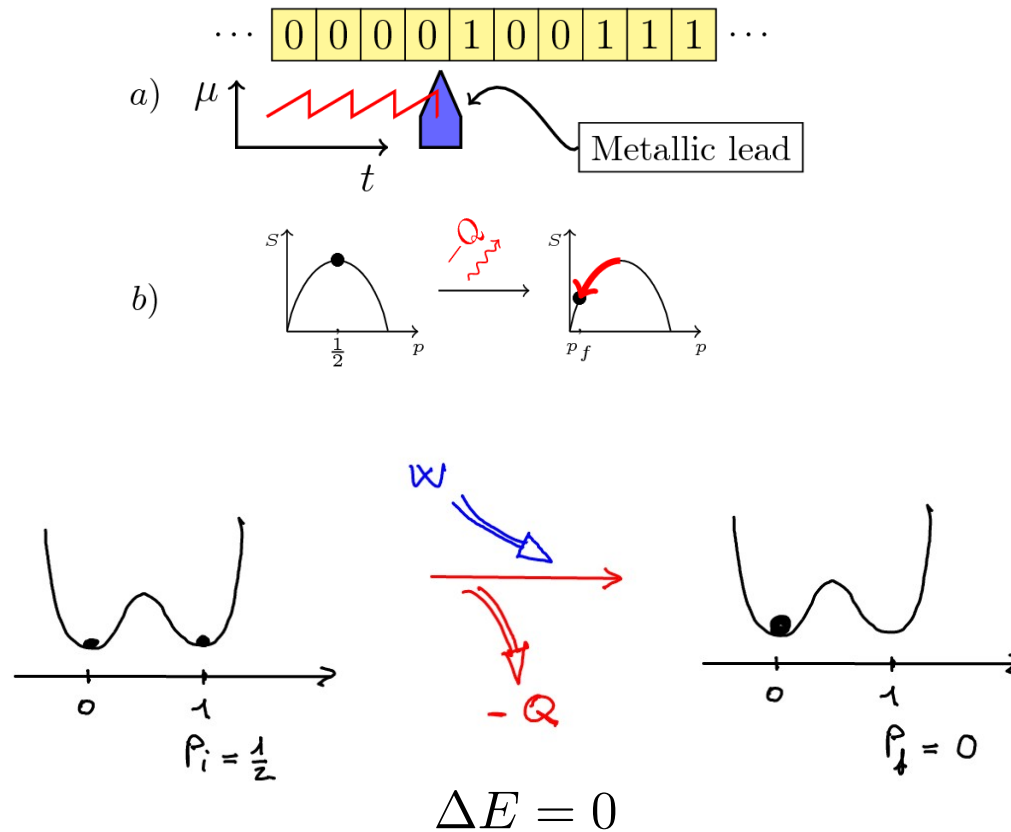 ··· 0 0 0 0 1 0 0 1 1 1 ···
a) μ
t
Metallic lead
b)
S
1/2
p
−Q
S
p_f
p
W
− Q
0 1
P_i = 1/2
0 1
P_f = 0
ΔE = 0